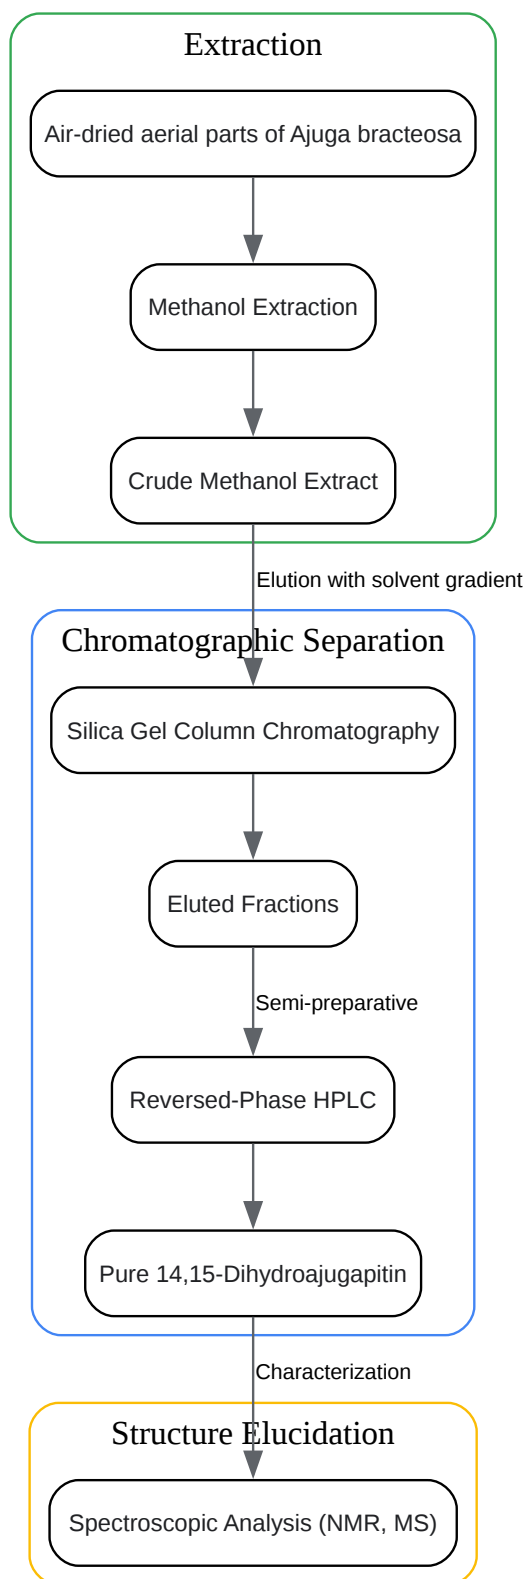 Extraction
Air-dried aerial parts of Ajuga bracteosa
Methanol Extraction
Crude Methanol Extract
Elution with solvent gradient
Chromatographic Separation
Silica Gel Column Chromatography
Eluted Fractions
Semi-preparative
Reversed-Phase HPLC
Pure 14,15-Dihydroajugapitin
Characterization
Structure Elucidation
Spectroscopic Analysis (NMR, MS)